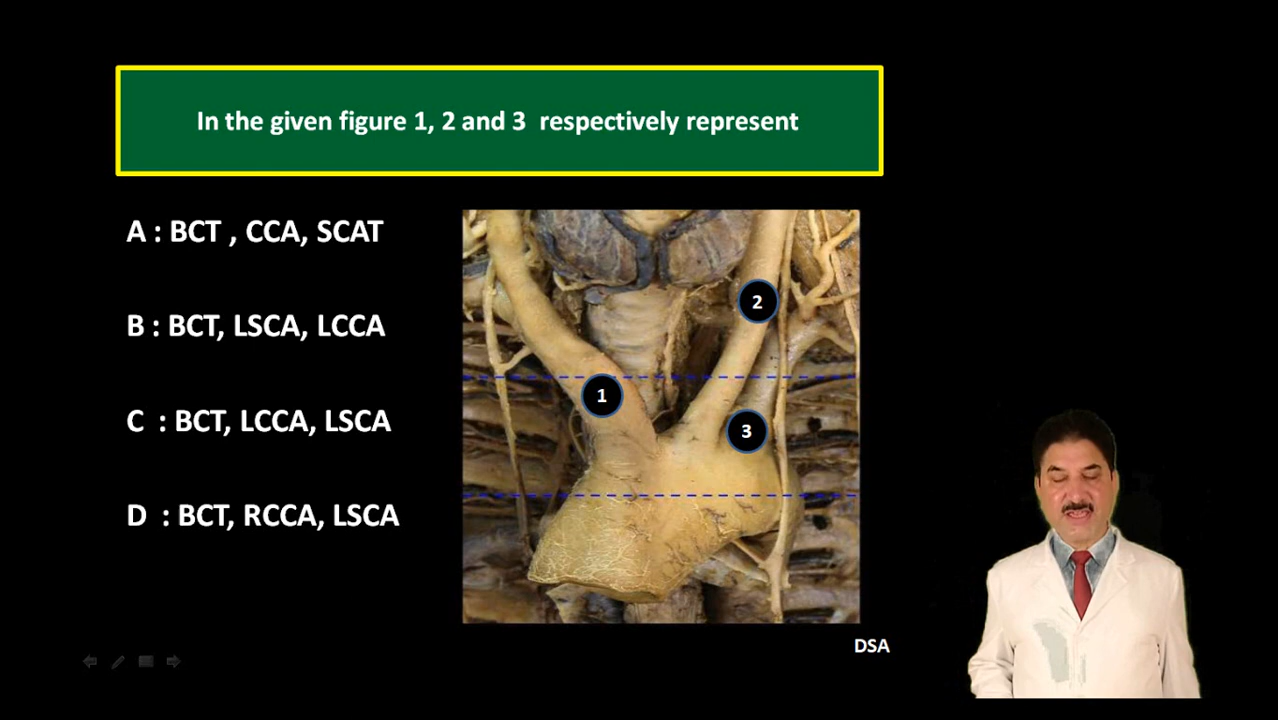 In the given figure 1, 2 and 3 respectively represent
A : BCT , CCA, SCAT
B : BCT, LSCA, LCCA
C : BCT, LCCA, LSCA
D : BCT, RCCA, LSCA
2
1
3
DSA